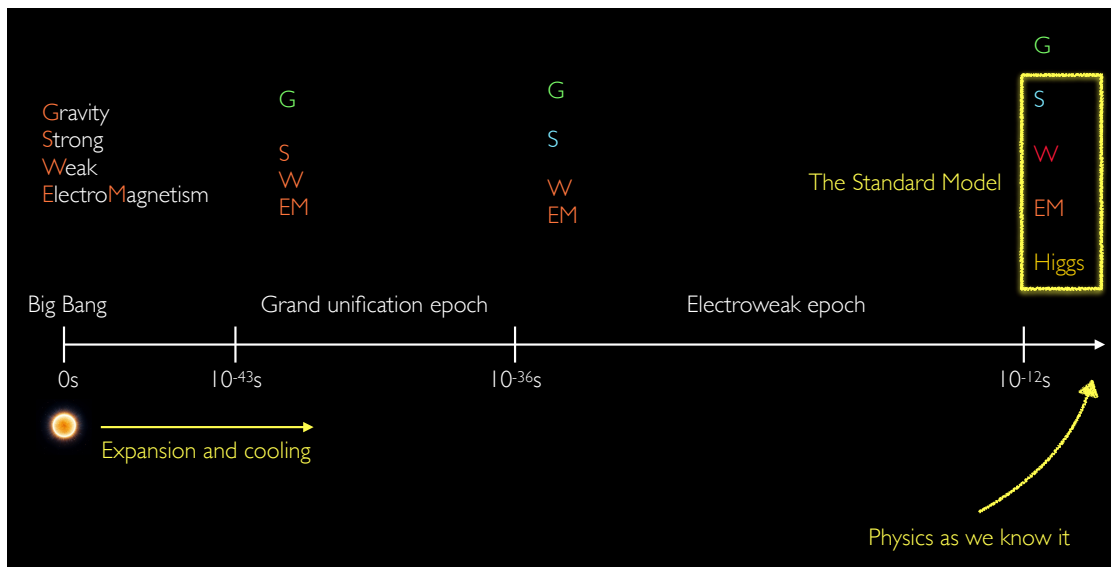 Gravity
Strong
Weak
ElectroMagnetism
G
S
W
EM
G
S
W
EM
The Standard Model
G
S
W
EM
Higgs
Big Bang
Grand unification epoch
Electroweak epoch
0s
10-43s
10-36s
10-12s
Expansion and cooling
Physics as we know it